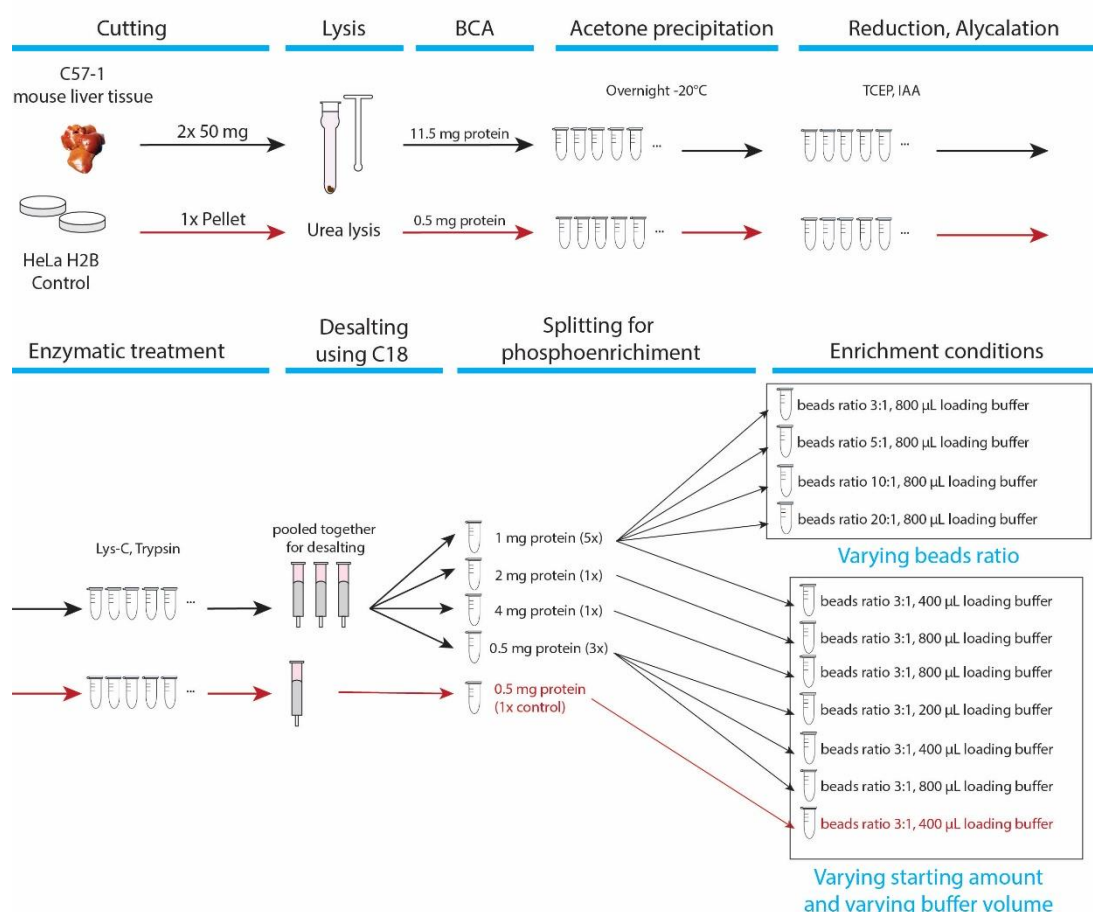 Cutting
Lysis
BCA
Acetone precipitation
Reduction, Alycalation
C57-1
mouse liver tissue
2x 50 mg
11.5 mg protein
Overnight -20°C
TCEP, IAA
...
...
HeLa H2B
Control
1x Pellet
Urea lysis
0.5 mg protein
...
...
Enzymatic treatment
Desalting
using C18
Splitting for
phosphoenrichiment
Enrichment conditions
beads ratio 3:1, 800 µL loading buffer
beads ratio 5:1, 800 µL loading buffer
beads ratio 10:1, 800 µL loading buffer
beads ratio 20:1, 800 µL loading buffer
Varying beads ratio
Lys-C, Trypsin
...
pooled together
for desalting
1 mg protein (5x)
2 mg protein (1x)
4 mg protein (1x)
0.5 mg protein (3x)
...
0.5 mg protein
(1x control)
beads ratio 3:1, 400 µL loading buffer
beads ratio 3:1, 800 µL loading buffer
beads ratio 3:1, 800 µL loading buffer
beads ratio 3:1, 200 µL loading buffer
beads ratio 3:1, 400 µL loading buffer
beads ratio 3:1, 800 µL loading buffer
beads ratio 3:1, 400 µL loading buffer
Varying starting amount
and varying buffer volume